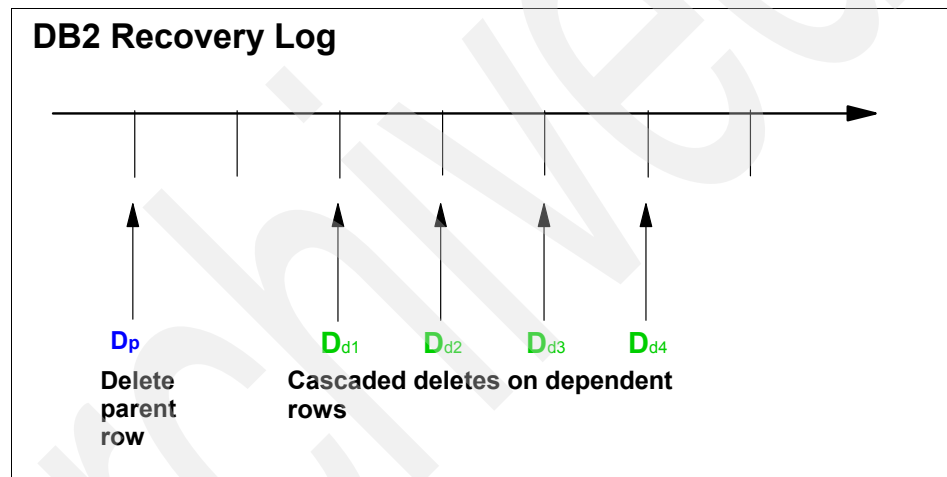 DB2 Recovery Log
Dp
Dd1
Dd2
Dd3
Dd4
Delete
parent
row
Cascaded deletes on dependent
rows